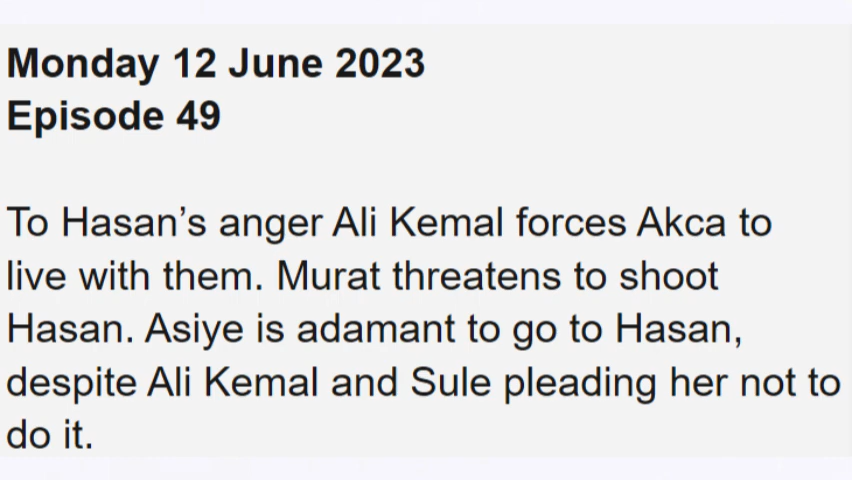 Monday 12 June 2023
Episode 49
To Hasan’s anger Ali Kemal forces Akca to
live with them. Murat threatens to shoot
Hasan. Asiye is adamant to go to Hasan,
despite Ali Kemal and Sule pleading her not to
do it.